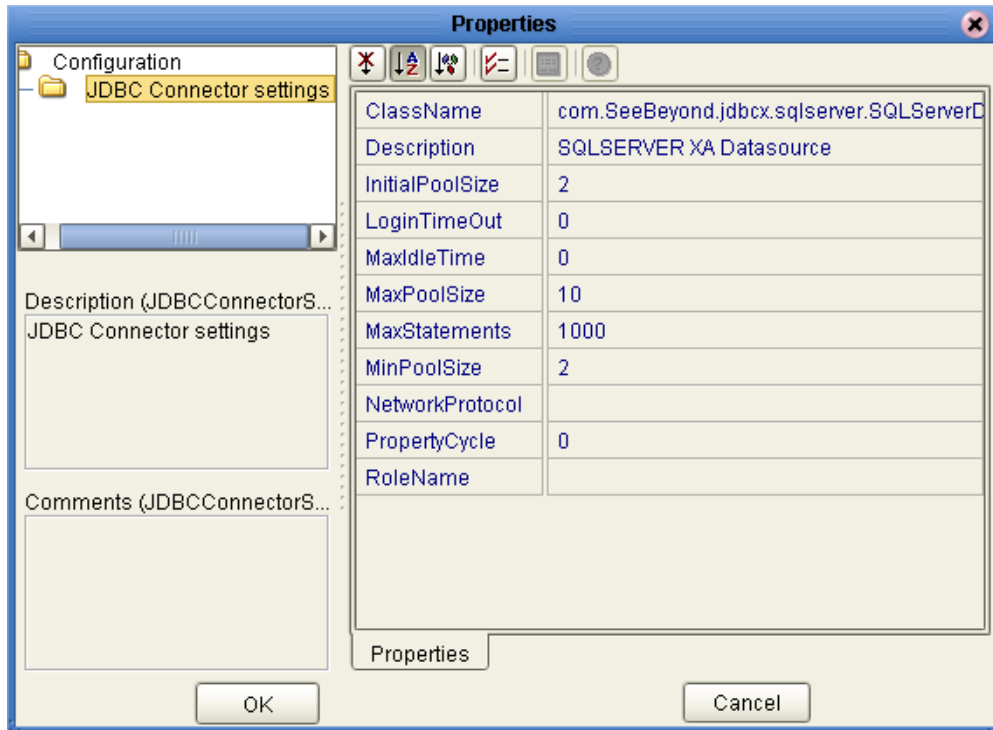 Properties
Configuration
JDBC Connector settings
ClassName com.SeeBeyond.jdbcx.sqlserver.SQLServerD
Description SQLSERVER XA Datasource
InitialPoolSize 2
LoginTimeOut 0
MaxIdleTime 0
MaxPoolSize 10
MaxStatements 1000
MinPoolSize 2
NetworkProtocol
PropertyCycle 0
RoleName
Description (JDBCConnectorS...
JDBC Connector settings
Comments (JDBCConnectorS...
Properties
OK Cancel